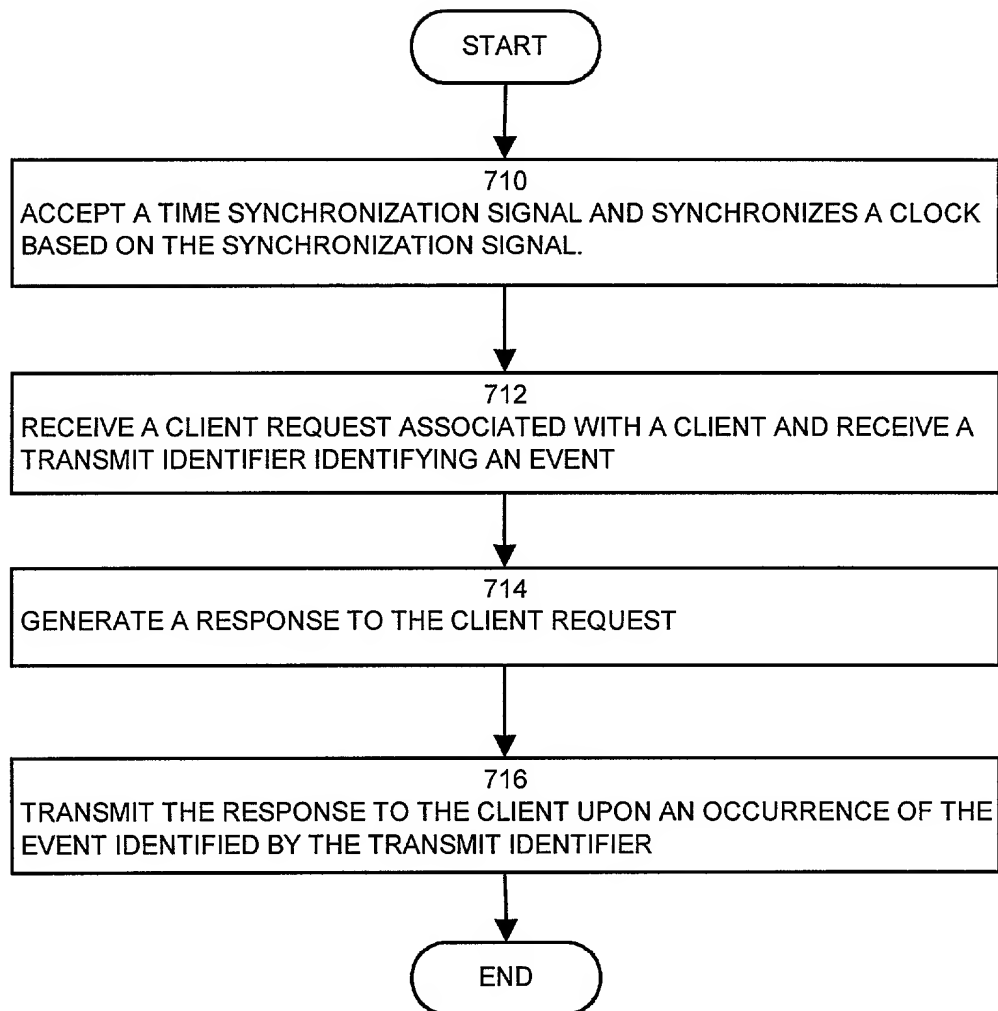 START
710
ACCEPT A TIME SYNCHRONIZATION SIGNAL AND SYNCHRONIZES A CLOCK
BASED ON THE SYNCHRONIZATION SIGNAL.
712
RECEIVE A CLIENT REQUEST ASSOCIATED WITH A CLIENT AND RECEIVE A
TRANSMIT IDENTIFIER IDENTIFYING AN EVENT
714
GENERATE A RESPONSE TO THE CLIENT REQUEST
716
TRANSMIT THE RESPONSE TO THE CLIENT UPON AN OCCURRENCE OF THE
EVENT IDENTIFIED BY THE TRANSMIT IDENTIFIER
END